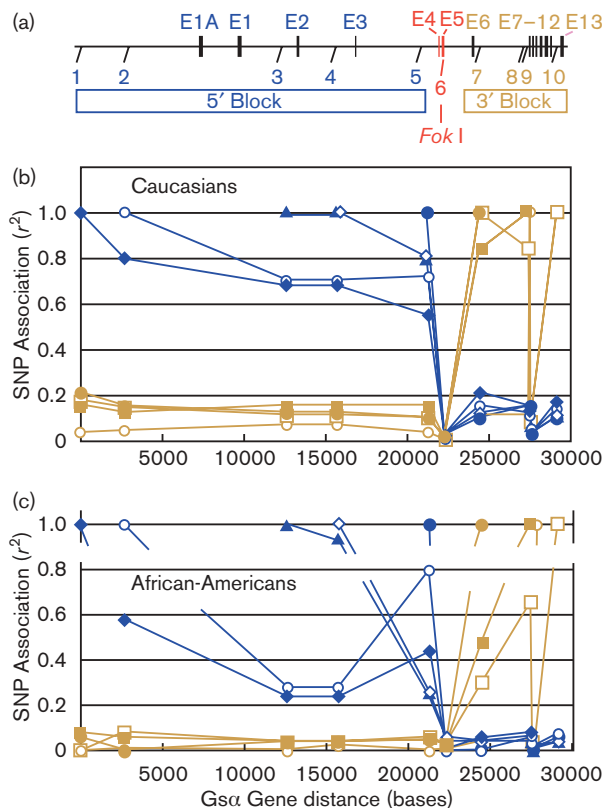 (a)
E1A E1 E2 E3 E4 E5 E6 E7–12 E13
1 2 3 4 5 6 7 8 9 10
5′ Block 3′ Block
Fok I
(b)
Caucasians
SNP Association (r²)
1.0
0.8
0.6
0.4
0.2
0
5000 10000 15000 20000 25000 30000
(c)
African-Americans
SNP Association (r²)
1.0
0.8
0.6
0.4
0.2
0
5000 10000 15000 20000 25000 30000
Gsα Gene distance (bases)